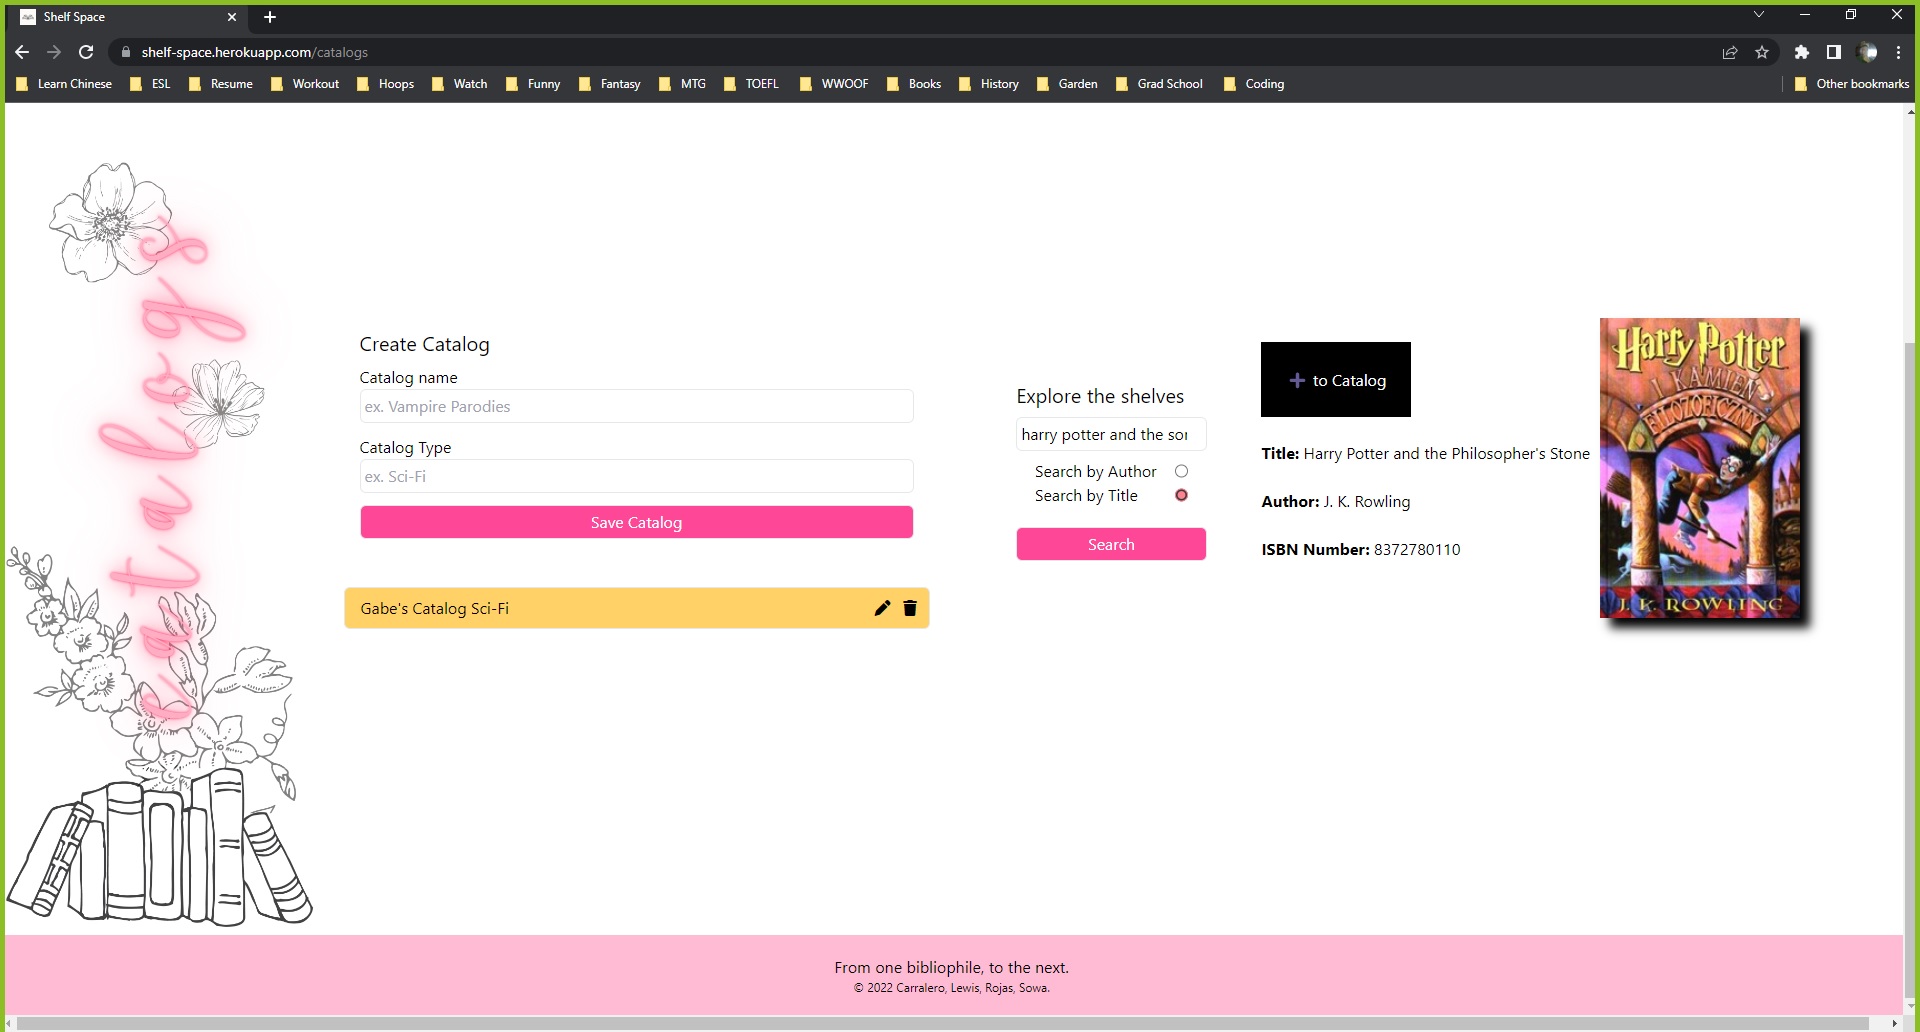 Shelf Space
shelf-space.herokuapp.com/catalogs
Learn Chinese ESL Resume Workout Hoops Watch Funny Fantasy MTG TOEFL WWOOF Books History Garden Grad School Coding Other bookmarks
catalogs
Create Catalog
Catalog name
ex. Vampire Parodies
Catalog Type
ex. Sci-Fi
Save Catalog
Gabe's Catalog Sci-Fi
Explore the shelves
harry potter and the sor
Search by Author
Search by Title
Search
+ to Catalog
Title: Harry Potter and the Philosopher's Stone
Author: J. K. Rowling
ISBN Number: 8372780110
Harry Potter
I KAMIEŃ
FILOZOFICZNY
J. K. ROWLING
From one bibliophile, to the next.
© 2022 Carralero, Lewis, Rojas, Sowa.